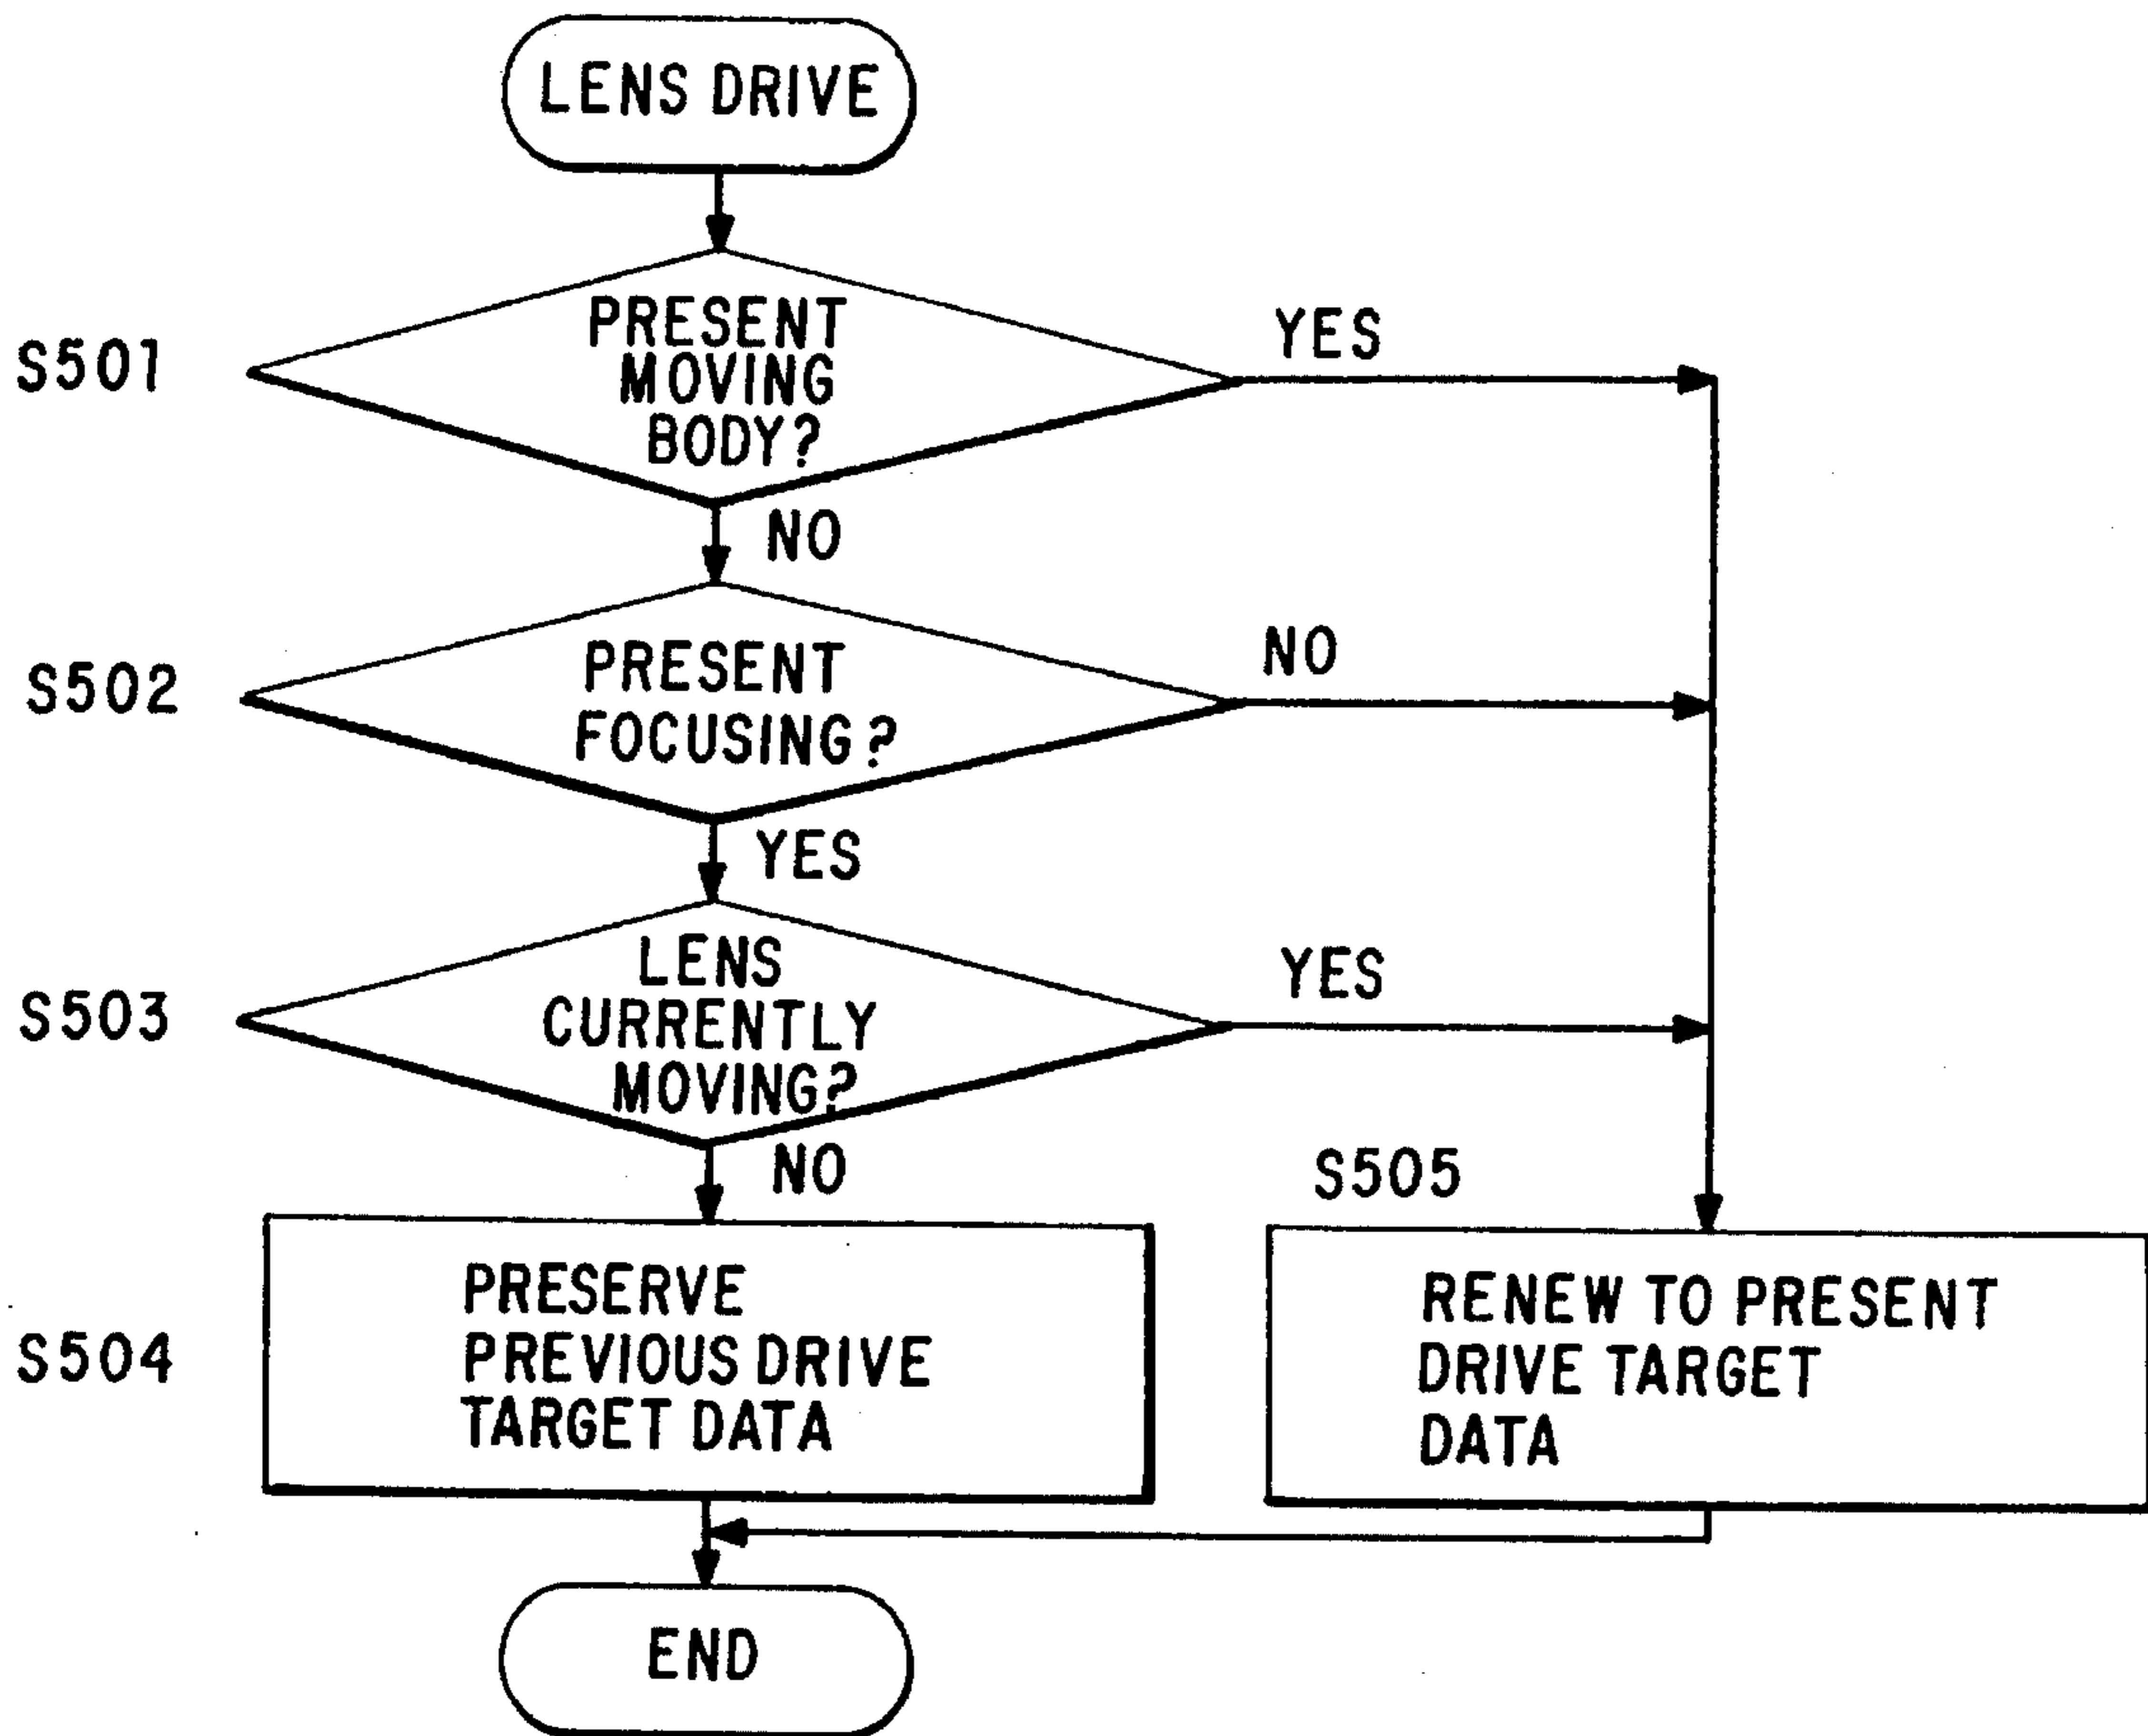 LENS DRIVE
S501
PRESENT
MOVING
BODY?
YES
NO
S502
PRESENT
FOCUSING?
NO
YES
S503
LENS
CURRENTLY
MOVING?
YES
NO
S504
PRESERVE
PREVIOUS DRIVE
TARGET DATA
S505
RENEW TO PRESENT
DRIVE TARGET
DATA
END